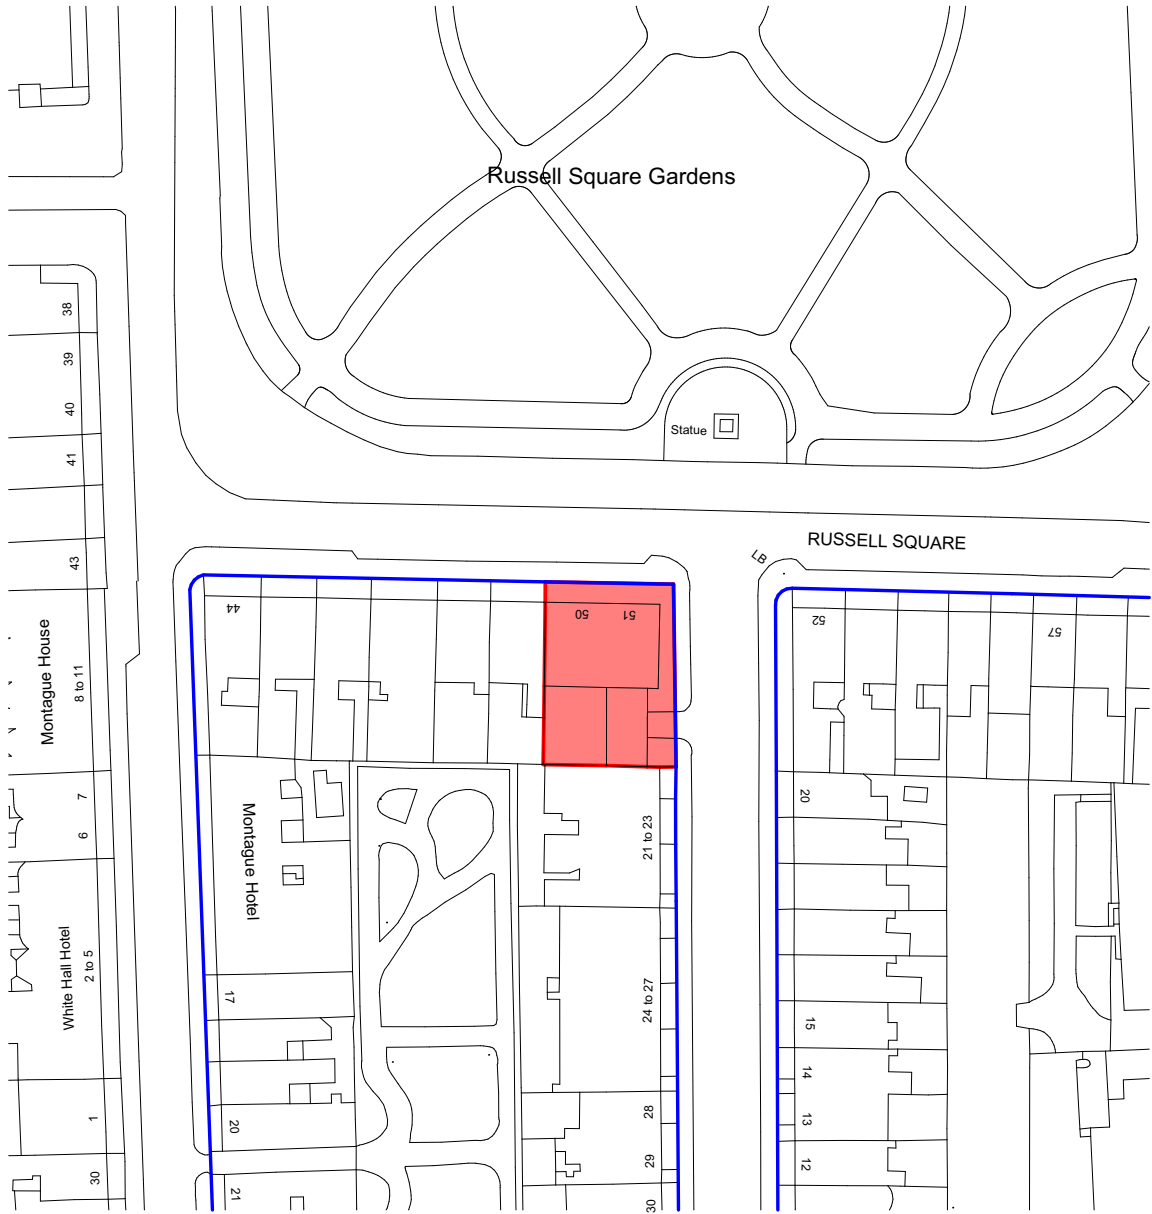 Russell Square Gardens
38
39
40
Statue
41
RUSSELL SQUARE
LB
43
44
50
51
52
57
Montague House
8 to 11
7
6
Montague Hotel
21 to 23
20
White Hall Hotel
2 to 5
17
24 to 27
15
14
1
20
28
13
30
21
29
12
30